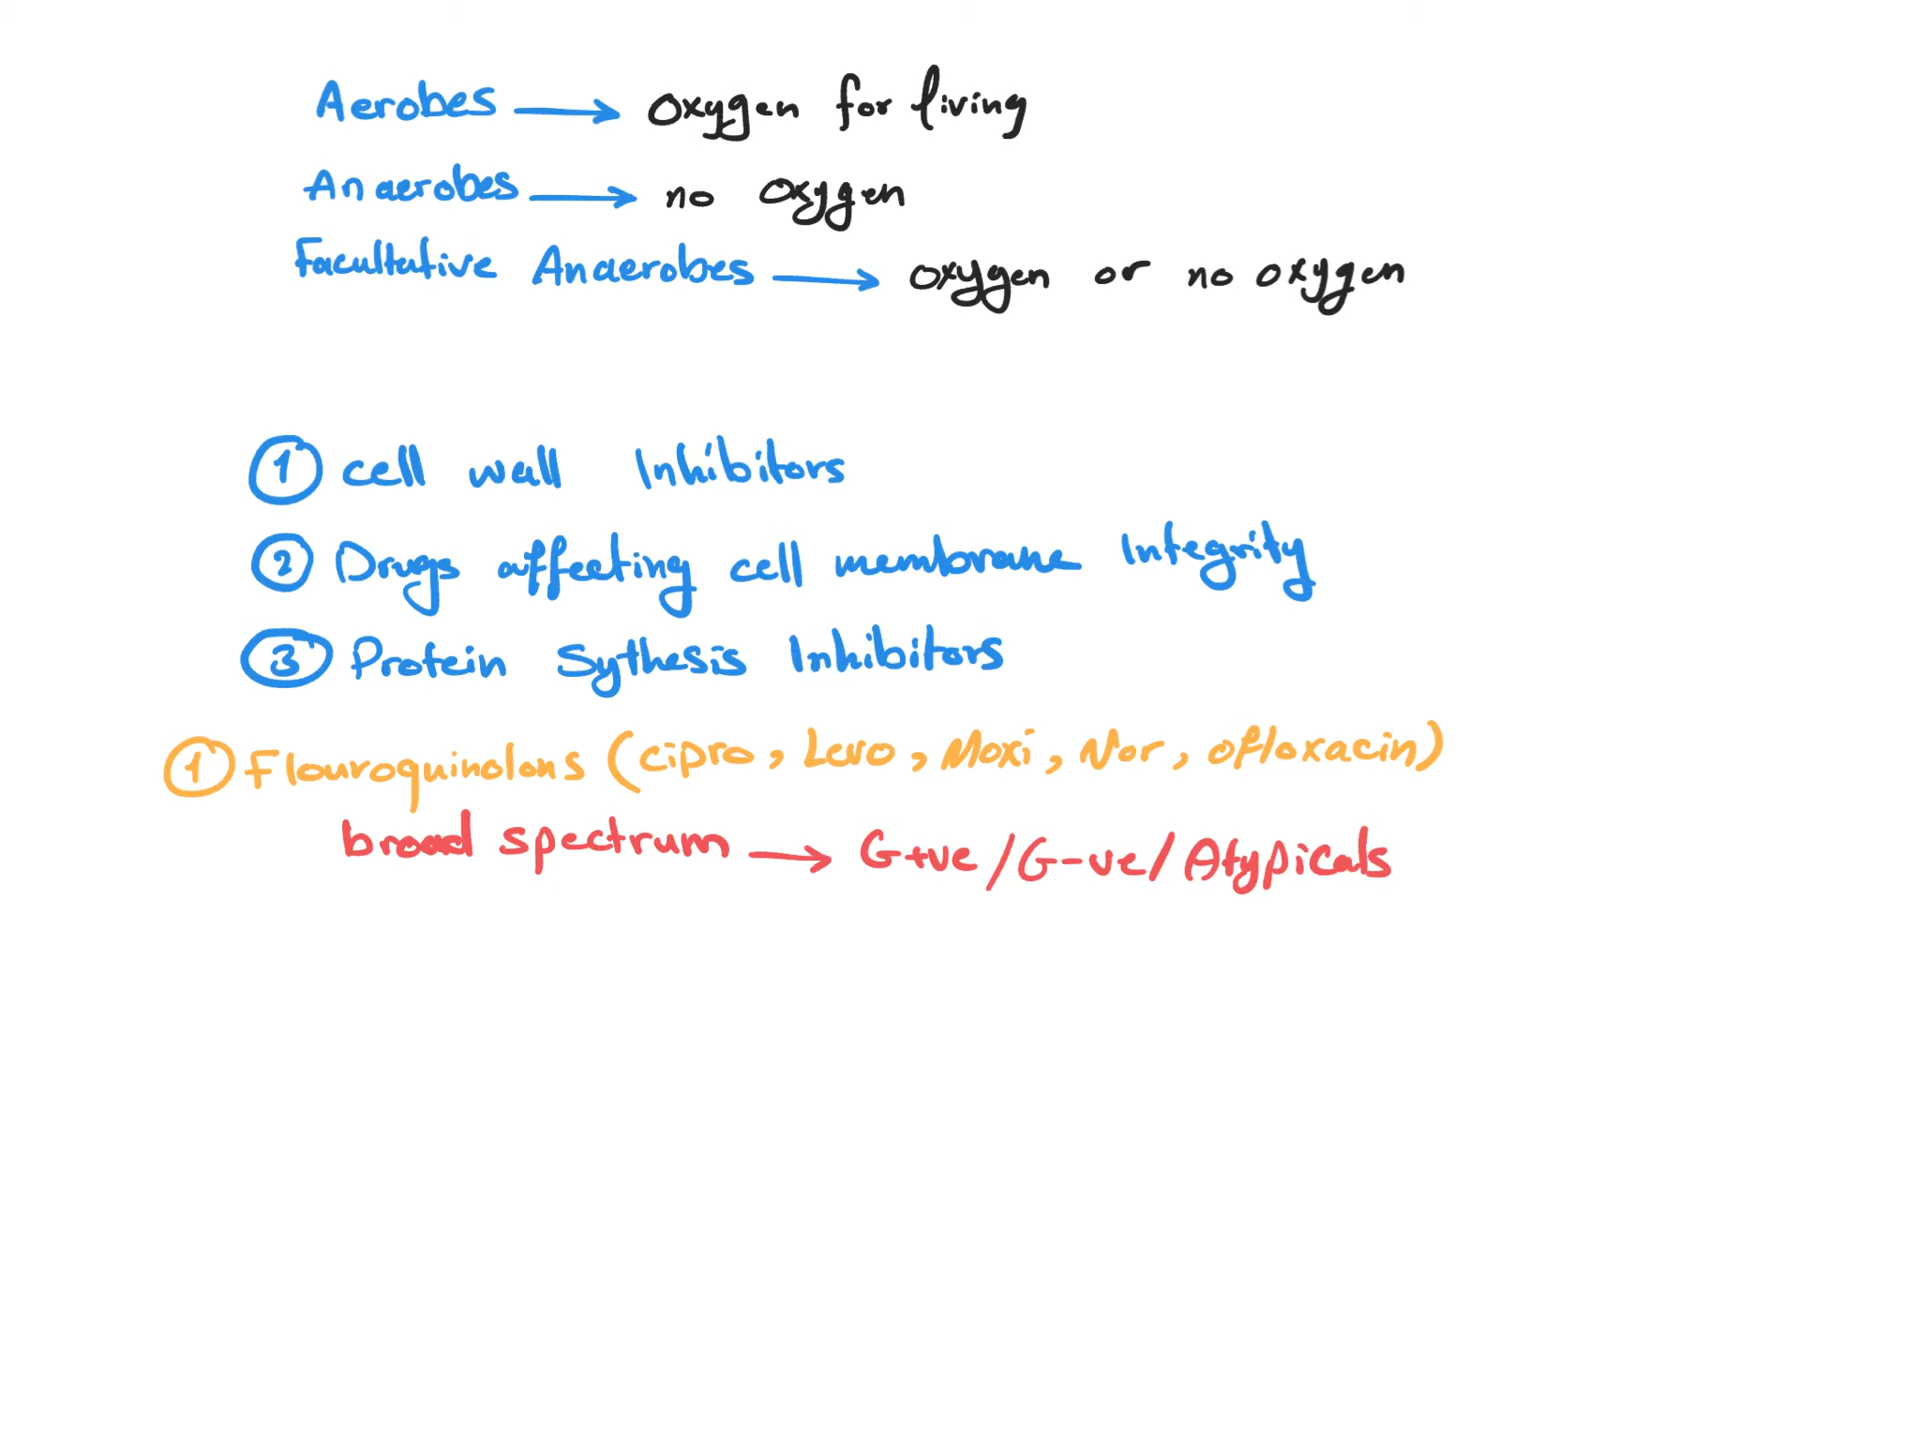 Aerobes → Oxygen for living
Anaerobes → no Oxygen
Facultative Anaerobes → oxygen or no oxygen
① cell wall Inhibitors
② Drugs affecting cell membrane Integrity
③ Protein Sythesis Inhibitors
① Flouroquinolons (cipro, Levo, Moxi, Nor, ofloxacin)
broad spectrum → G+ve/G-ve/Atypicals